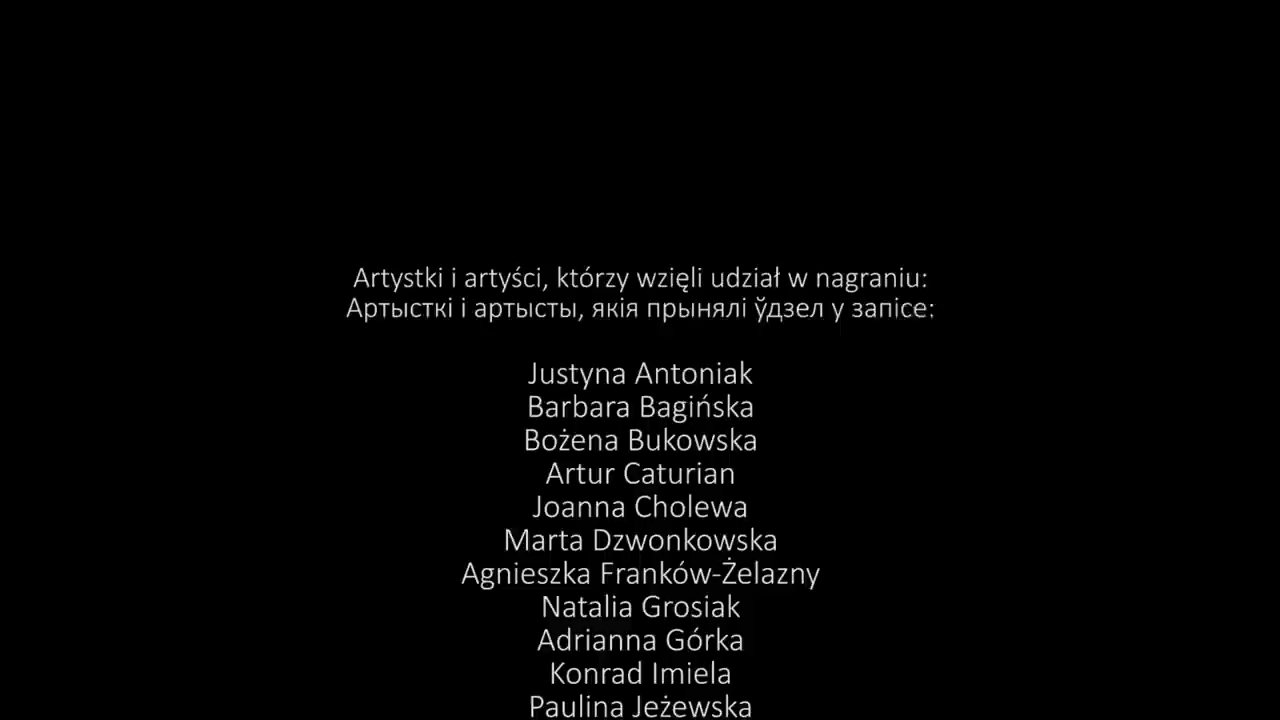 Artystki i artyści, którzy wzięli udział w nagraniu:
Артысткі і артысты, якія прынялі ўдзел у запісе:
Justyna Antoniak
Barbara Bagińska
Bożena Bukowska
Artur Caturian
Joanna Cholewa
Marta Dzwonkowska
Agnieszka Franków-Żelazny
Natalia Grosiak
Adrianna Górka
Konrad Imiela
Paulina Jeżewska